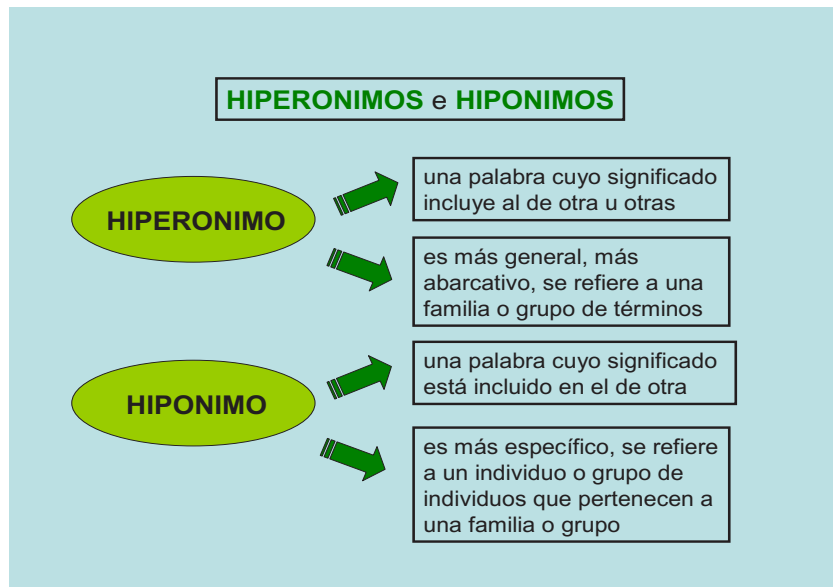 HIPERONIMOS e HIPONIMOS
HIPERONIMO
una palabra cuyo significado
incluye al de otra u otras
es más general, más
abarcativo, se refiere a una
familia o grupo de términos
HIPONIMO
una palabra cuyo significado
está incluido en el de otra
es más específico, se refiere
a un individuo o grupo de
individuos que pertenecen a
una familia o grupo